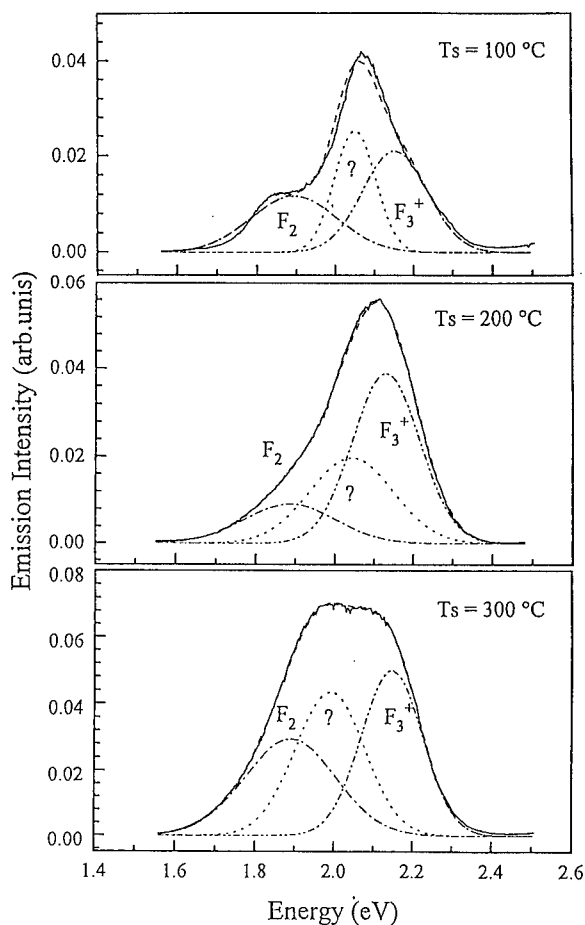 Ts = 100 °C
0.04
0.02
0.00
F2
?
F3+
Ts = 200 °C
0.06
0.04
0.02
0.00
F2
?
F3+
Ts = 300 °C
0.08
0.06
0.04
0.02
0.00
F2
?
F3+
Emission Intensity (arb.unis)
1.4 1.6 1.8 2.0 2.2 2.4 2.6
Energy (eV)